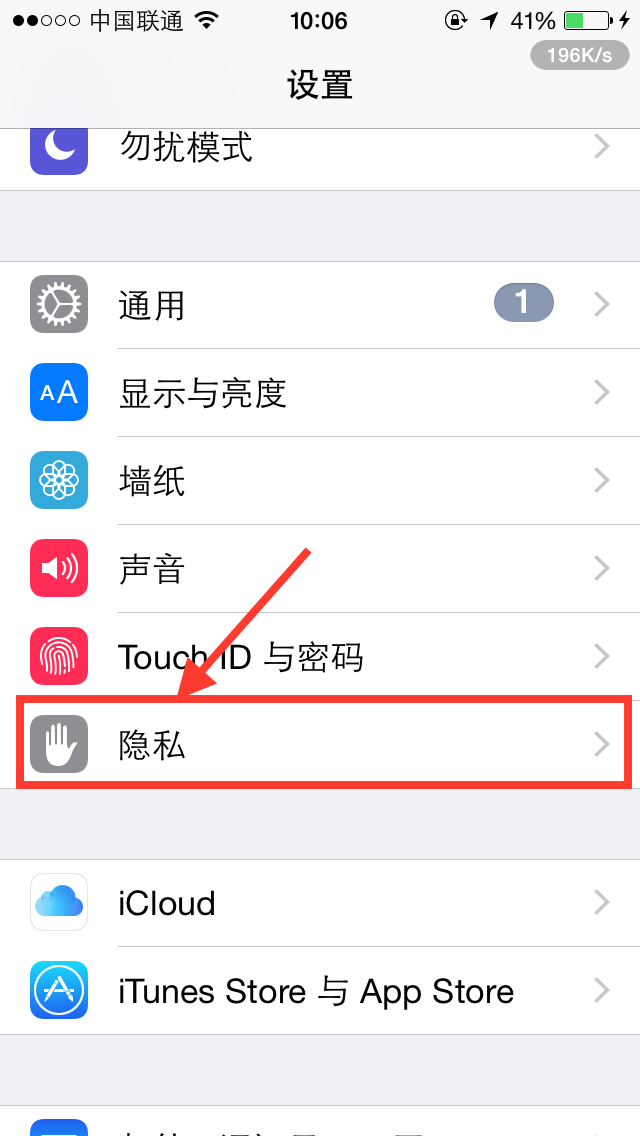 中国联通 10:06 41%
196K/s
设置
勿扰模式
通用 1
显示与亮度
AA
墙纸
声音
Touch ID 与密码
隐私
iCloud
iTunes Store 与 App Store